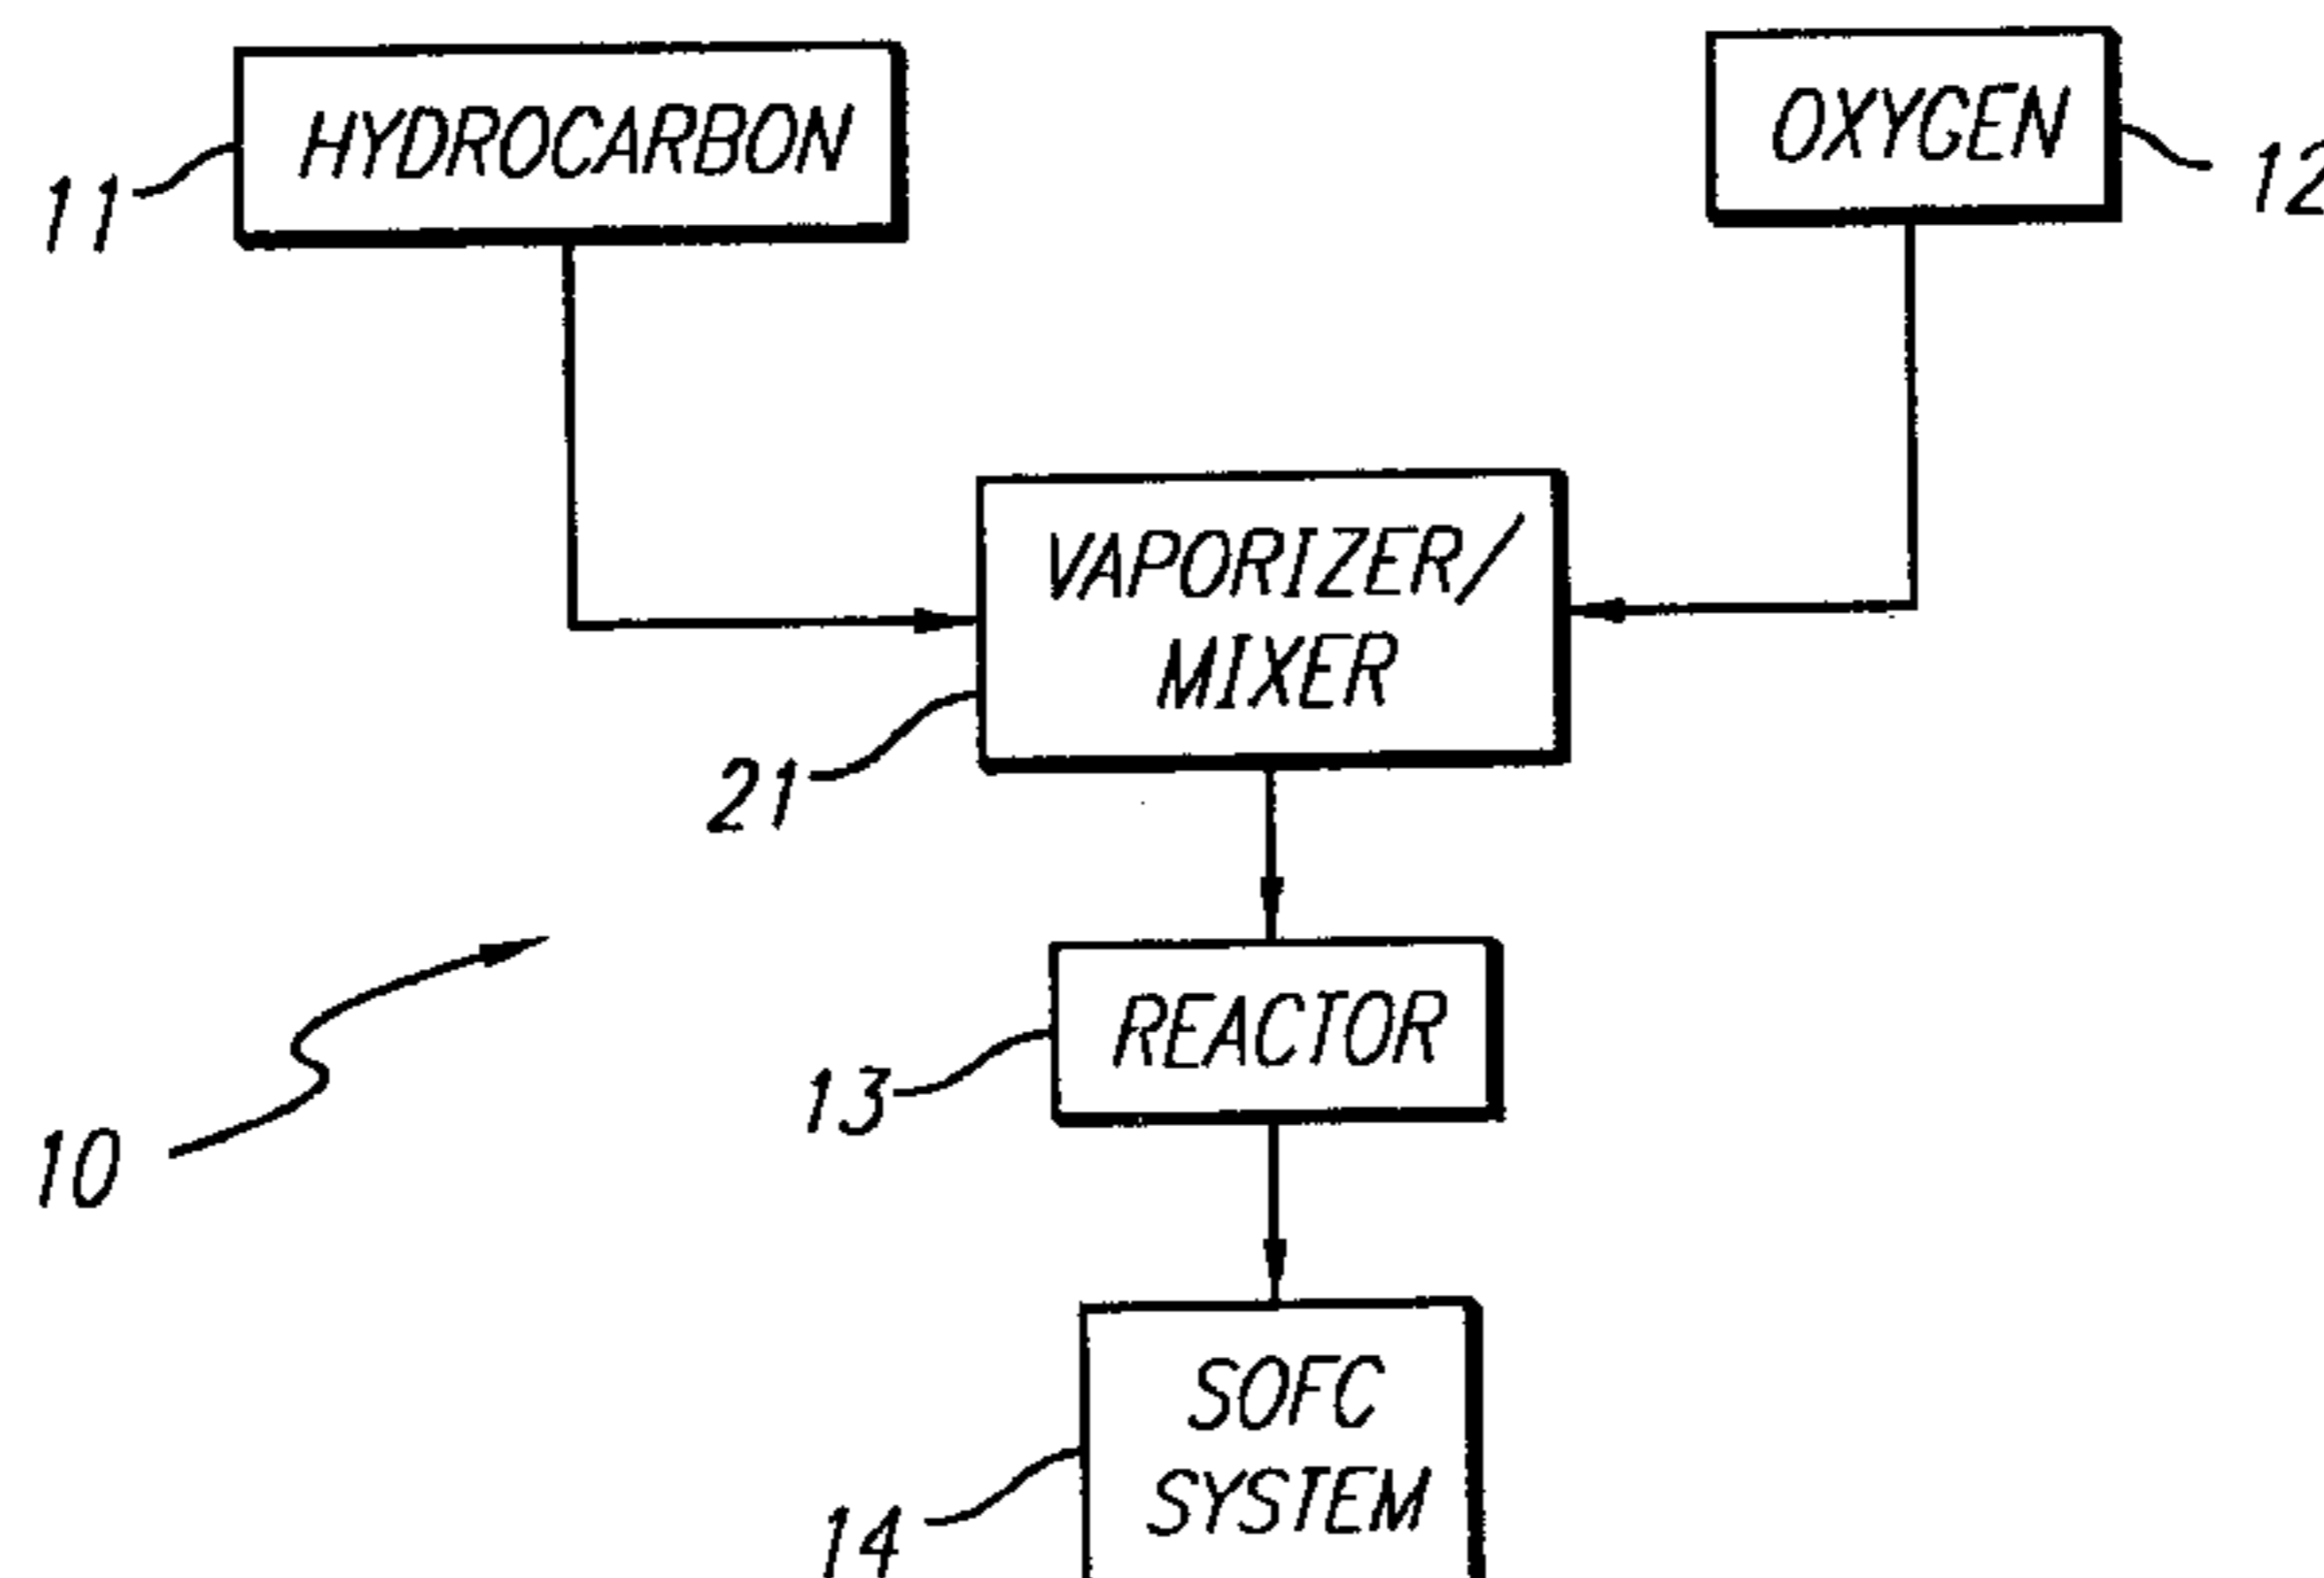 HYDROCARBON
OXYGEN
11
12
VAPORIZER/
MIXER
21
REACTOR
13
10
SOFC
SYSTEM
14